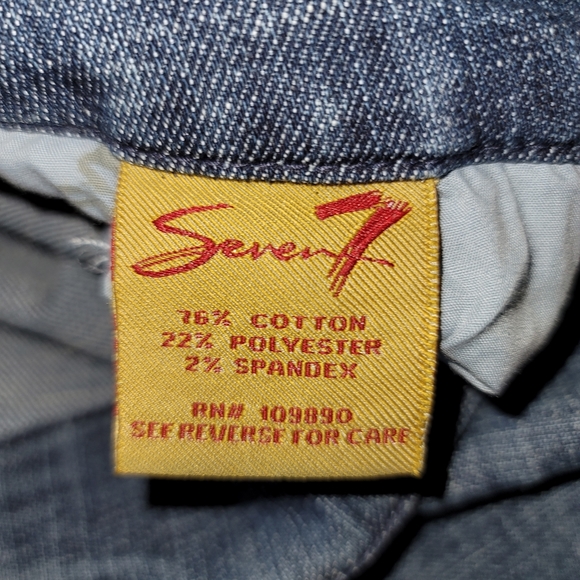 Seven7
76% COTTON
22% POLYESTER
2% SPANDEX
RN# 109890
SEE REVERSE FOR CARE